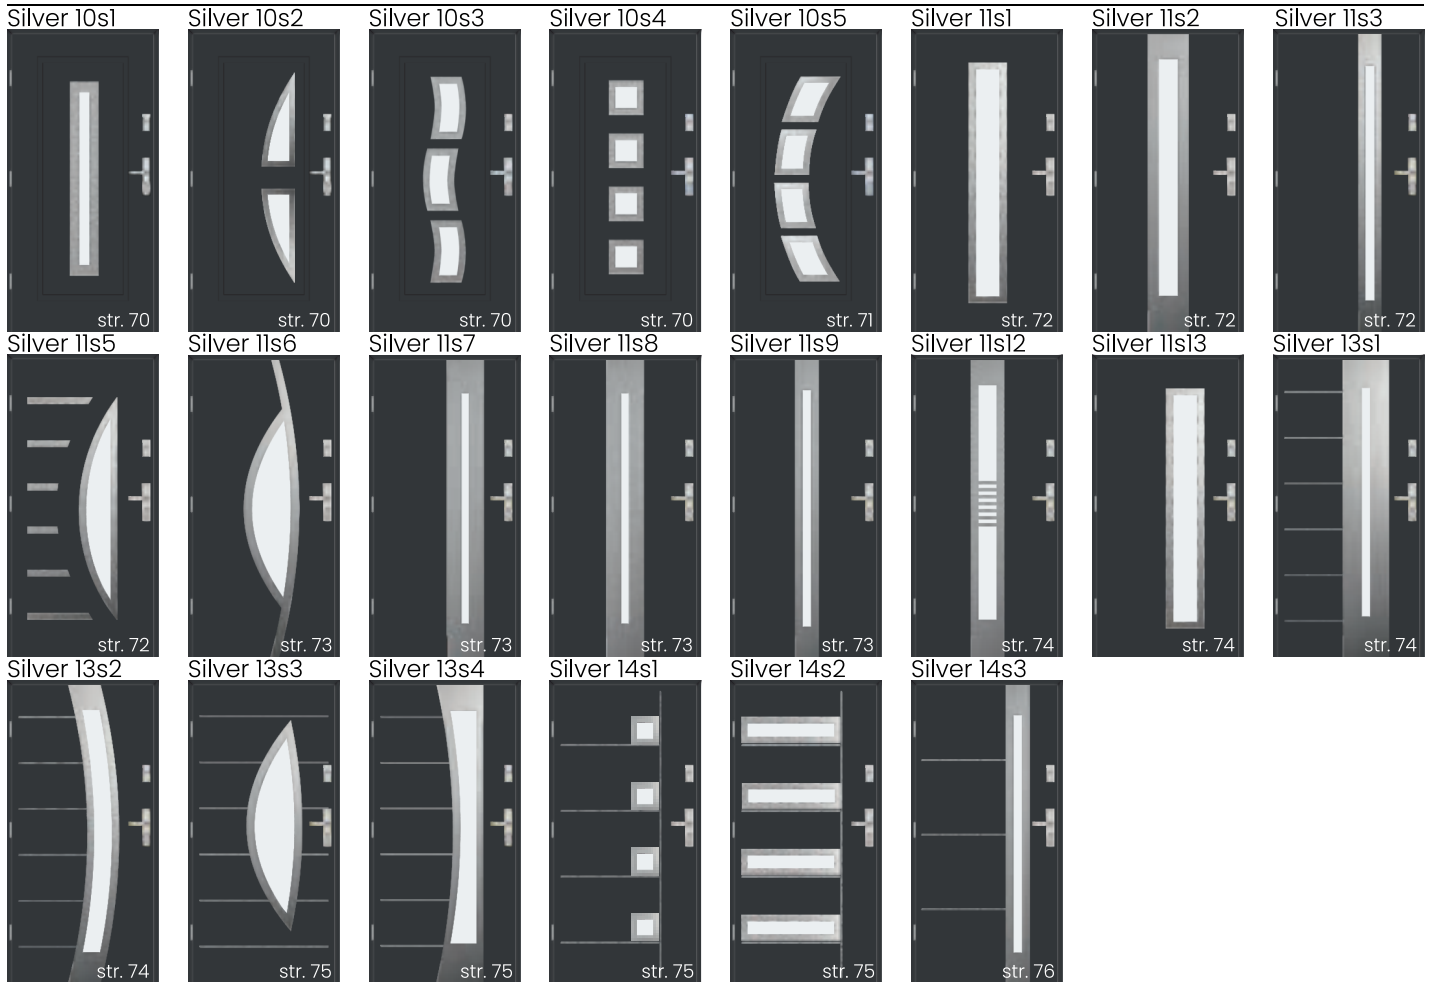 Silver 10s1 Silver 10s2 Silver 10s3 Silver 10s4 Silver 10s5 Silver 11s1 Silver 11s2 Silver 11s3
str. 70 str. 70 str. 70 str. 70 str. 71 str. 72 str. 72 str. 72
Silver 11s5 Silver 11s6 Silver 11s7 Silver 11s8 Silver 11s9 Silver 11s12 Silver 11s13 Silver 13s1
str. 72 str. 73 str. 73 str. 73 str. 73 str. 74 str. 74 str. 74
Silver 13s2 Silver 13s3 Silver 13s4 Silver 14s1 Silver 14s2 Silver 14s3
str. 74 str. 75 str. 75 str. 75 str. 75 str. 76